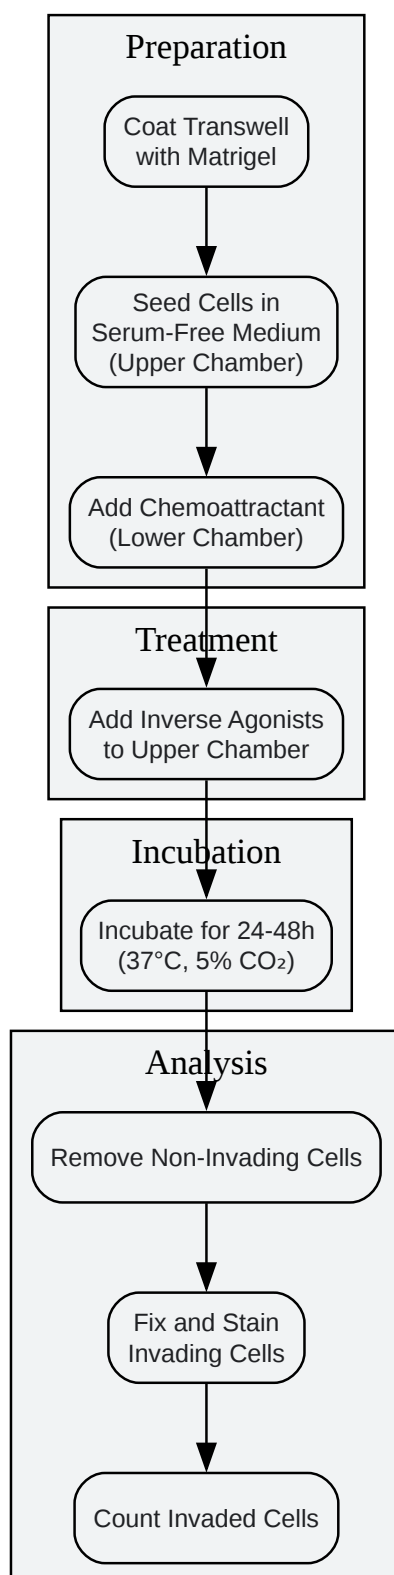 Preparation
Coat Transwell
with Matrigel
Seed Cells in
Serum-Free Medium
(Upper Chamber)
Add Chemoattractant
(Lower Chamber)
Treatment
Add Inverse Agonists
to Upper Chamber
Incubation
Incubate for 24-48h
(37°C, 5% CO₂)
Analysis
Remove Non-Invading Cells
Fix and Stain
Invading Cells
Count Invaded Cells